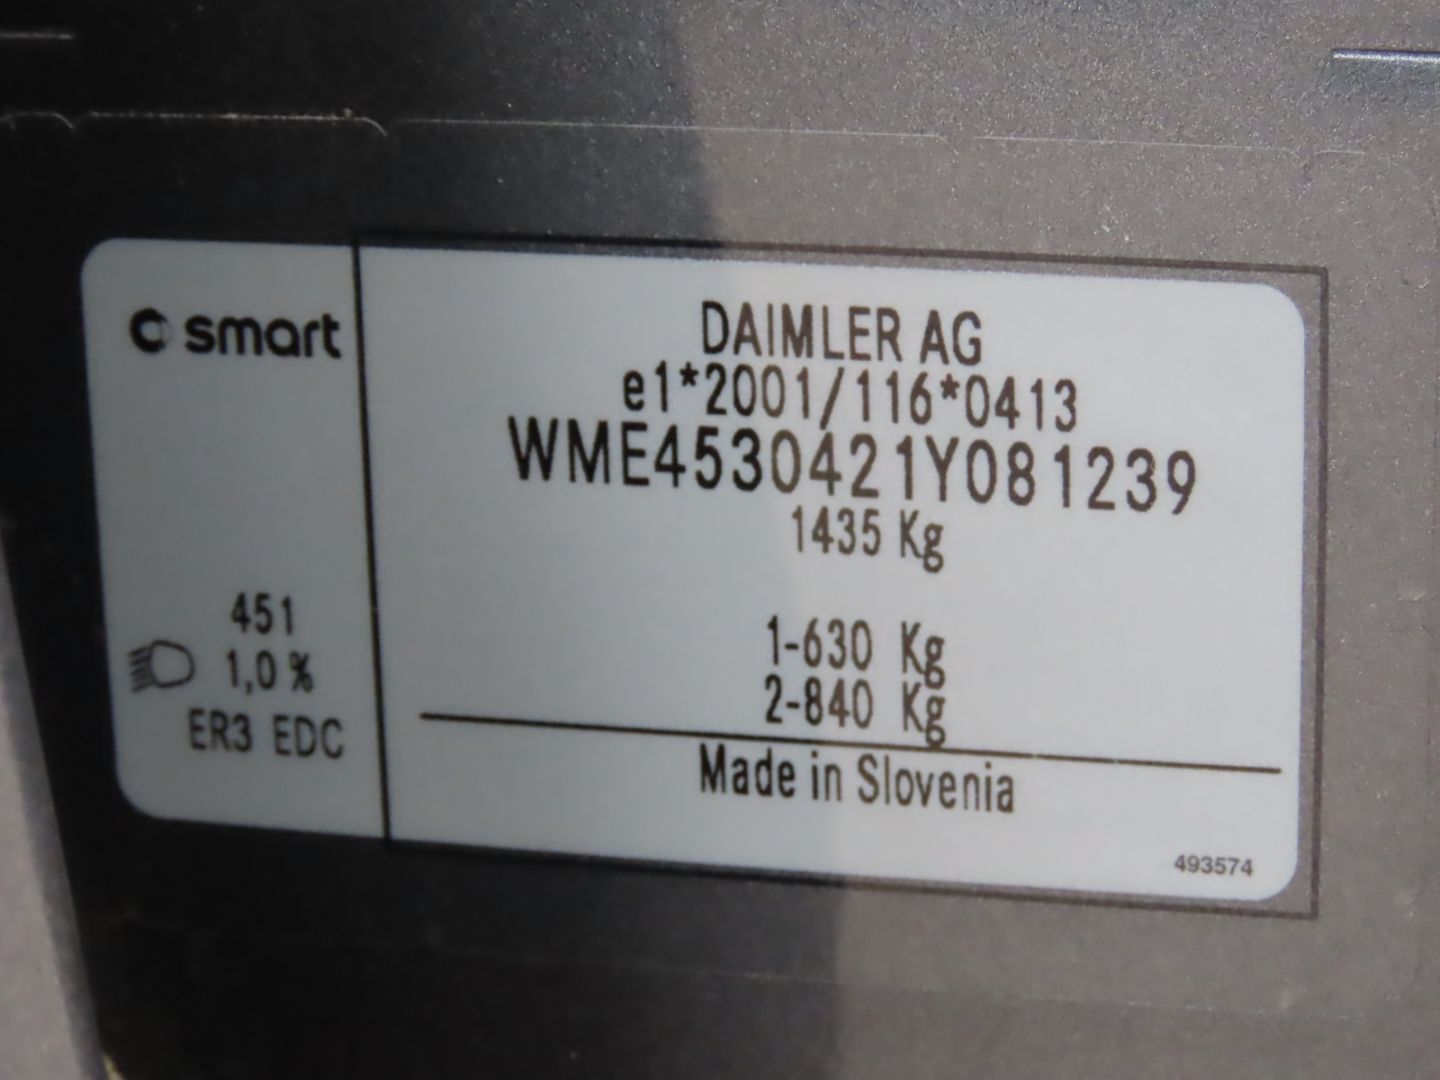 smart
451
1,0 %
ER3 EDC
DAIMLER AG
e1*2001/116*0413
WME4530421Y081239
1435 Kg
1-630 Kg
2-840 Kg
Made in Slovenia
493574